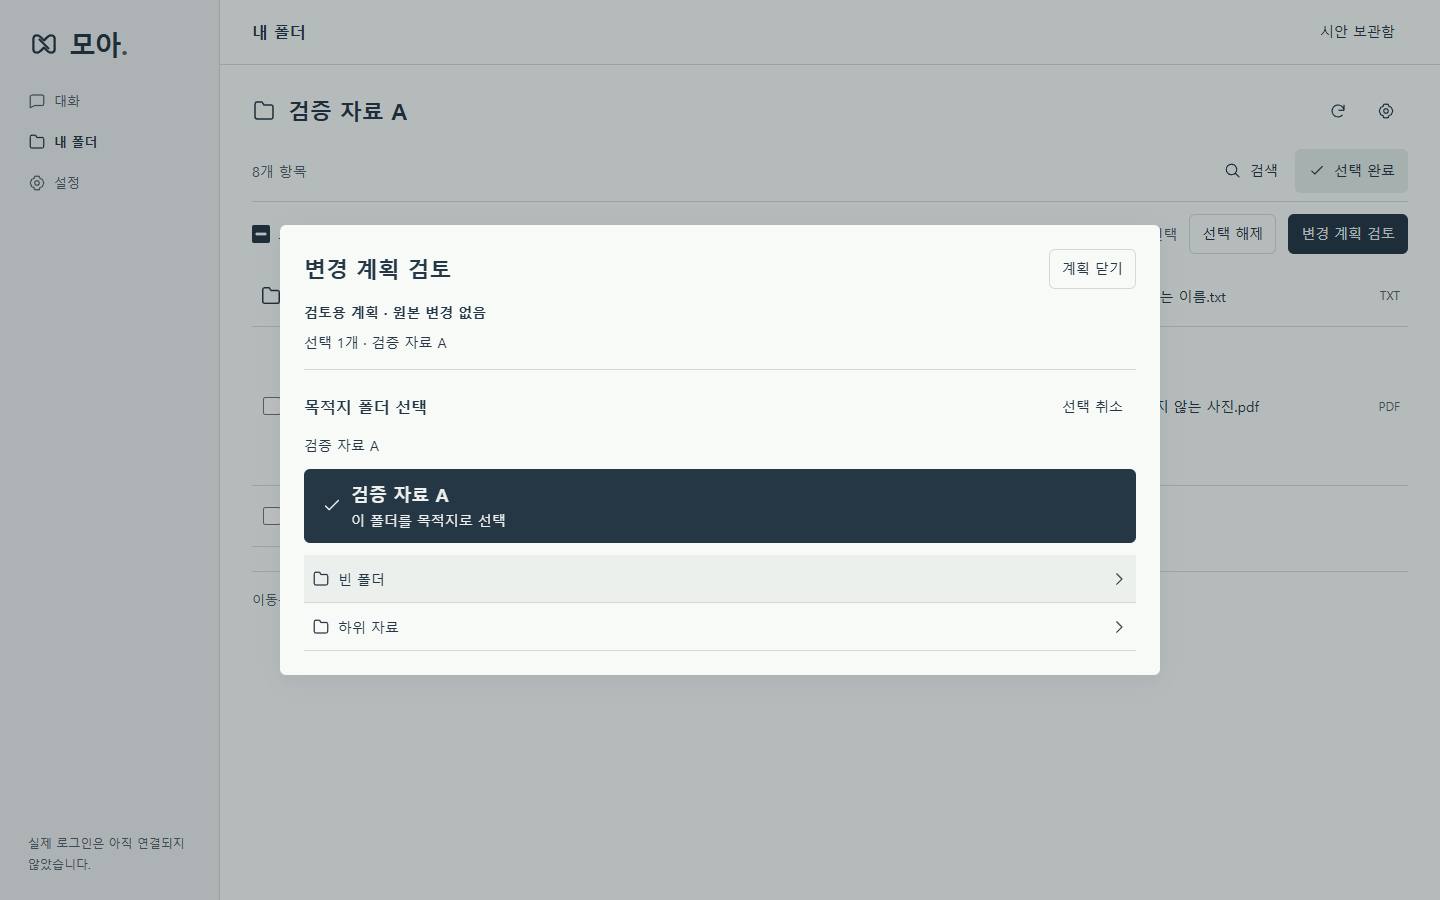 모아.
대화
내 폴더
설정
실제 로그인은 아직 연결되지
않았습니다.
내 폴더
시안 보관함
검증 자료 A
8개 항목
검색
선택 완료
선택 해제
변경 계획 검토
는 이름.txt
TXT
않는 사진.pdf
PDF
변경 계획 검토
계획 닫기
검토용 계획 · 원본 변경 없음
선택 1개 · 검증 자료 A
목적지 폴더 선택
선택 취소
검증 자료 A
검증 자료 A
이 폴더를 목적지로 선택
빈 폴더
하위 자료
이동